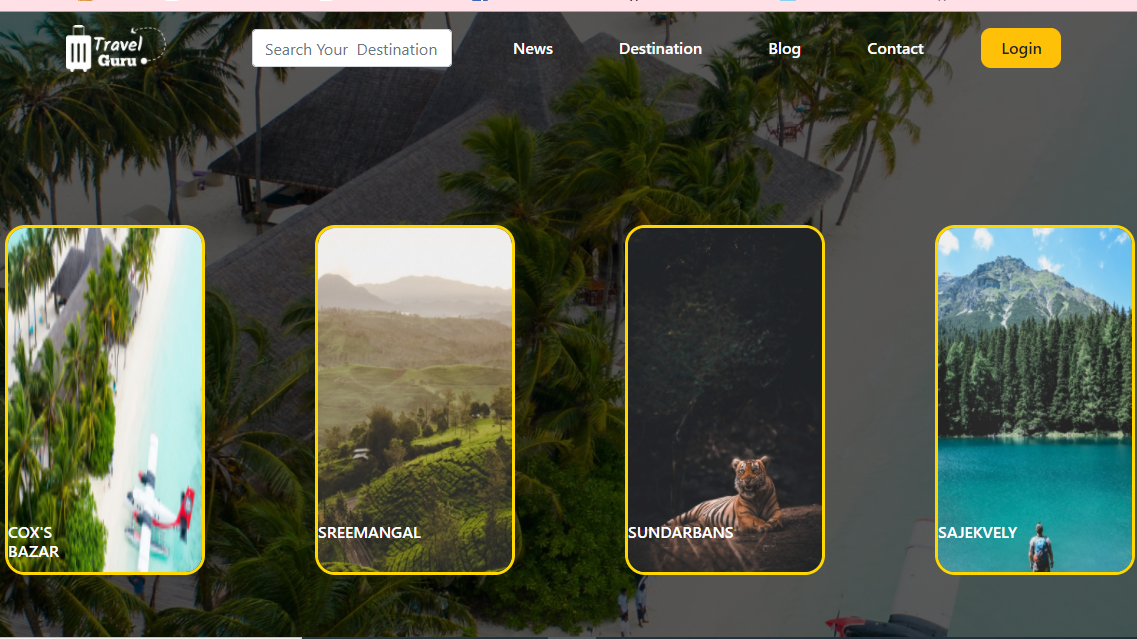 Travel
Guru
Search Your Destination
News
Destination
Blog
Contact
Login
COX'S
BAZAR
SREEMANGAL
SUNDARBANS
SAJEKVELY